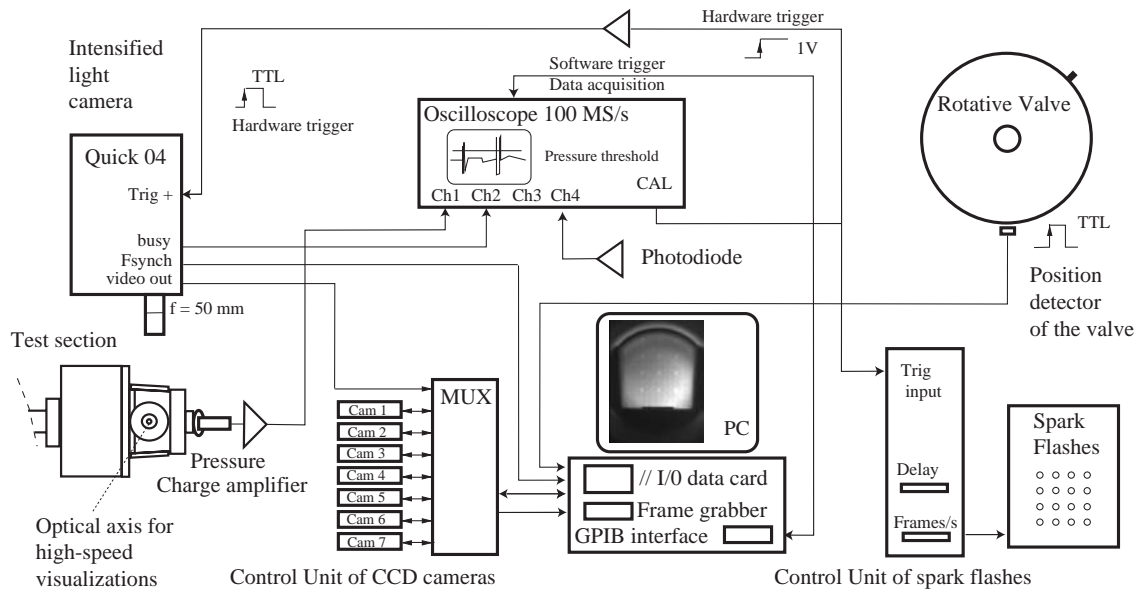 Hardware trigger
1V
Intensified
light
camera
TTL
Hardware trigger
Software trigger
Data acquisition
Oscilloscope 100 MS/s
Pressure threshold
CAL
Ch1 Ch2 Ch3 Ch4
Rotative Valve
Quick 04
Trig +
busy
Fsynch
video out
f = 50 mm
Photodiode
TTL
Position
detector
of the valve
Test section
Pressure
Charge amplifier
Optical axis for
high-speed
visualizations
MUX
Cam 1
Cam 2
Cam 3
Cam 4
Cam 5
Cam 6
Cam 7
Control Unit of CCD cameras
PC
// I/0 data card
Frame grabber
GPIB interface
Trig
input
Delay
Frames/s
Spark
Flashes
Control Unit of spark flashes